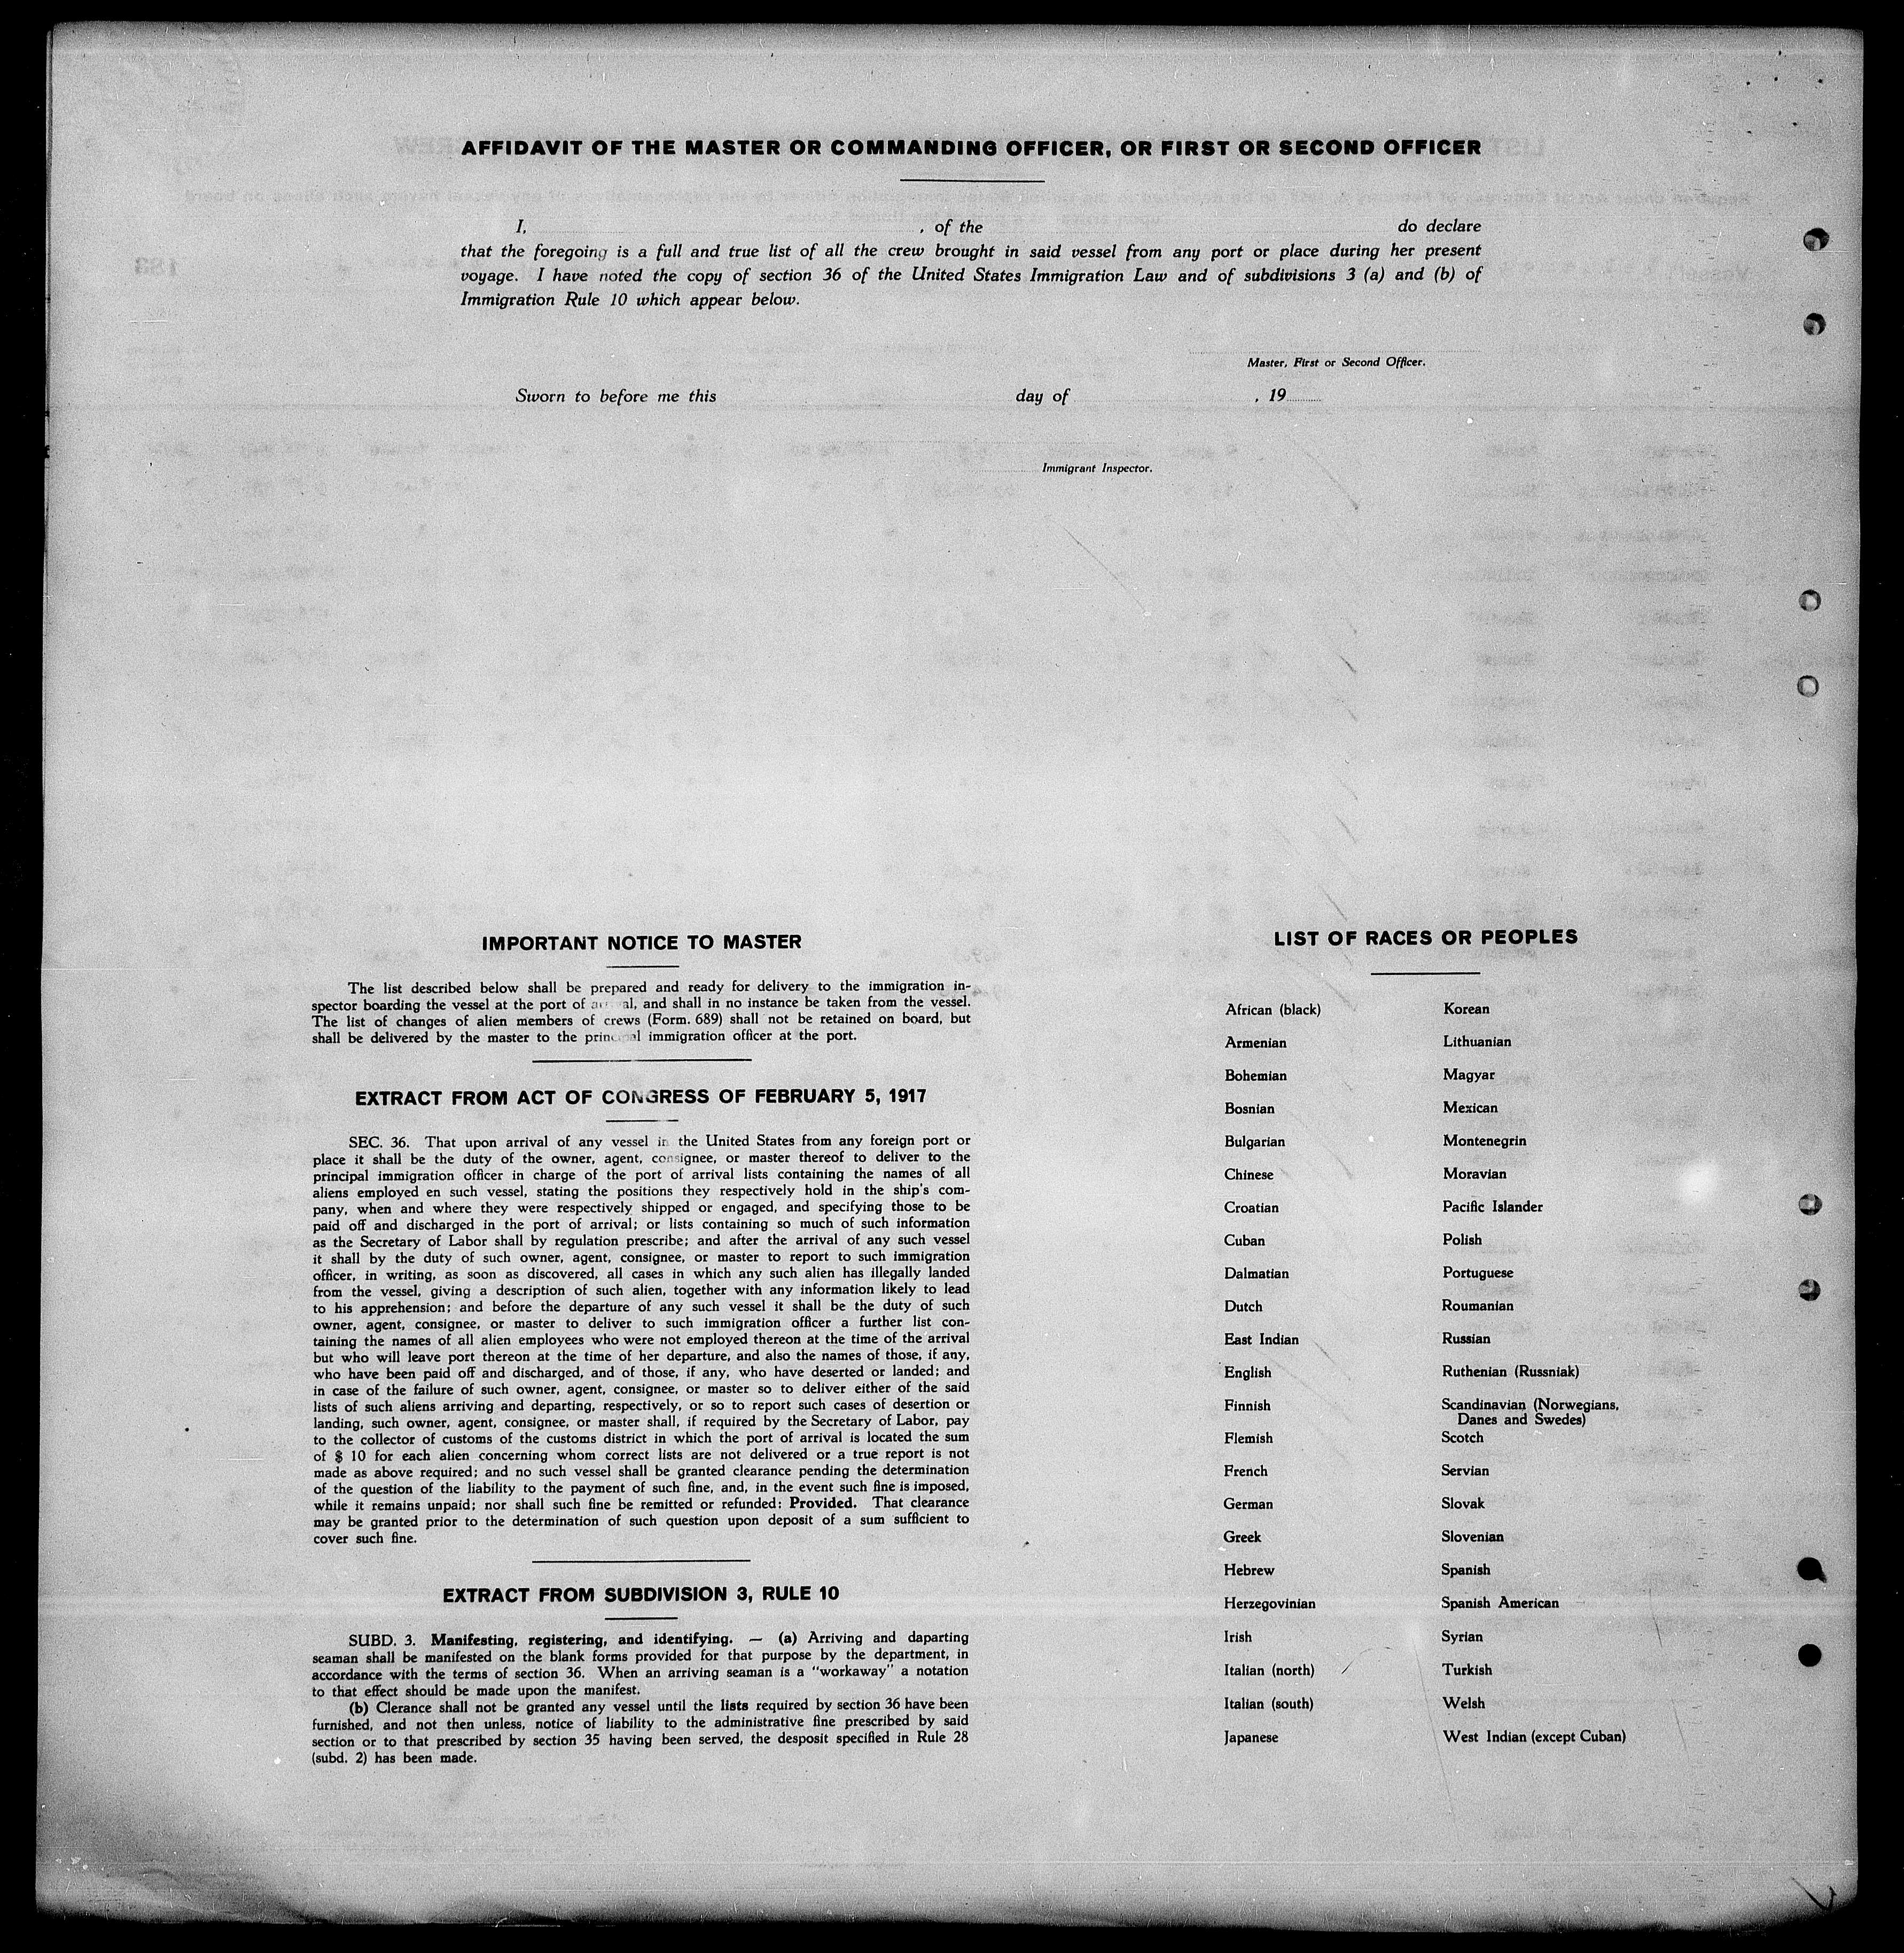 AFFIDAVIT OF THE MASTER OR COMMANDING OFFICER, OR FIRST OR SECOND OFFICER
I, , of the do declare
that the foregoing is a full and true list of all the crew brought in said vessel from any port or place during her present
voyage. I have noted the copy of section 36 of the United States Immigration Law and of subdivisions 3 (a) and (b) of
Immigration Rule 10 which appear below.
Master, First or Second Officer.
Sworn to before me this day of , 19
Immigrant Inspector.
IMPORTANT NOTICE TO MASTER
The list described below shall be prepared and ready for delivery to the immigration in-
spector boarding the vessel at the port of arrival, and shall in no instance be taken from the vessel.
The list of changes of alien members of crews (Form. 689) shall not be retained on board, but
shall be delivered by the master to the principal immigration officer at the port.
EXTRACT FROM ACT OF CONGRESS OF FEBRUARY 5, 1917
SEC. 36. That upon arrival of any vessel in the United States from any foreign port or
place it shall be the duty of the owner, agent, consignee, or master thereof to deliver to the
principal immigration officer in charge of the port of arrival lists containing the names of all
aliens employed en such vessel, stating the positions they respectively hold in the ship's com-
pany, when and where they were respectively shipped or engaged, and specifying those to be
paid off and discharged in the port of arrival; or lists containing so much of such information
as the Secretary of Labor shall by regulation prescribe; and after the arrival of any such vessel
it shall by the duty of such owner, agent, consignee, or master to report to such immigration
officer, in writing, as soon as discovered, all cases in which any such alien has illegally landed
from the vessel, giving a description of such alien, together with any information likely to lead
to his apprehension; and before the departure of any such vessel it shall be the duty of such
owner, agent, consignee, or master to deliver to such immigration officer a further list con-
taining the names of all alien employees who were not employed thereon at the time of the arrival
but who will leave port thereon at the time of her departure, and also the names of those, if any,
who have been paid off and discharged, and of those, if any, who have deserted or landed; and
in case of the failure of such owner, agent, consignee, or master so to deliver either of the said
lists of such aliens arriving and departing, respectively, or so to report such cases of desertion or
landing, such owner, agent, consignee, or master shall, if required by the Secretary of Labor, pay
to the collector of customs of the customs district in which the port of arrival is located the sum
of $ 10 for each alien concerning whom correct lists are not delivered or a true report is not
made as above required; and no such vessel shall be granted clearance pending the determination
of the question of the liability to the payment of such fine, and, in the event such fine is imposed,
while it remains unpaid; nor shall such fine be remitted or refunded: Provided. That clearance
may be granted prior to the determination of such question upon deposit of a sum sufficient to
cover such fine.
EXTRACT FROM SUBDIVISION 3, RULE 10
SUBD. 3. Manifesting, registering, and identifying. — (a) Arriving and daparting
seaman shall be manifested on the blank forms provided for that purpose by the department, in
accordance with the terms of section 36. When an arriving seaman is a "workaway" a notation
to that effect should be made upon the manifest.
(b) Clerance shall not be granted any vessel until the lists required by section 36 have been
furnished, and not then unless, notice of liability to the administrative fine prescribed by said
section or to that prescribed by section 35 having been served, the desposit specified in Rule 28
(subd. 2) has been made.
LIST OF RACES OR PEOPLES
African (black) Korean
Armenian Lithuanian
Bohemian Magyar
Bosnian Mexican
Bulgarian Montenegrin
Chinese Moravian
Croatian Pacific Islander
Cuban Polish
Dalmatian Portuguese
Dutch Roumanian
East Indian Russian
English Ruthenian (Russniak)
Finnish Scandinavian (Norwegians,
Danes and Swedes)
Flemish Scotch
French Servian
German Slovak
Greek Slovenian
Hebrew Spanish
Herzegovinian Spanish American
Irish Syrian
Italian (north) Turkish
Italian (south) Welsh
Japanese West Indian (except Cuban)